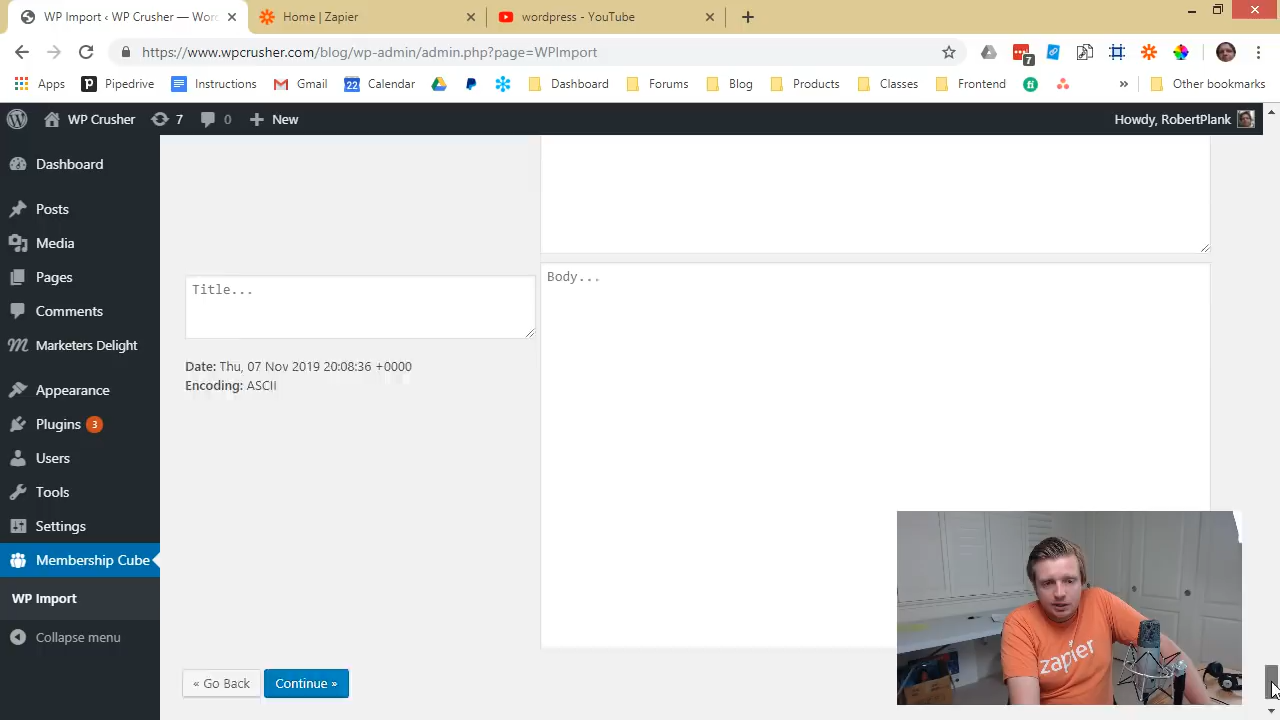 WP Import ‹ WP Crusher — Wor
Home | Zapier
wordpress - YouTube
https://www.wpcrusher.com/blog/wp-admin/admin.php?page=WPImport
7
Apps
Pipedrive
Instructions
Gmail
22
Calendar
Dashboard
Forums
Blog
Products
Classes
Frontend
fi
»
Other bookmarks
WP Crusher
7
0
New
Howdy, RobertPlank
Dashboard
Posts
Media
Pages
Comments
Marketers Delight
Appearance
Plugins 3
Users
Tools
Settings
Membership Cube
WP Import
Collapse menu
Title...
Body...
Date: Thu, 07 Nov 2019 20:08:36 +0000
Encoding: ASCII
« Go Back
Continue »
zapier